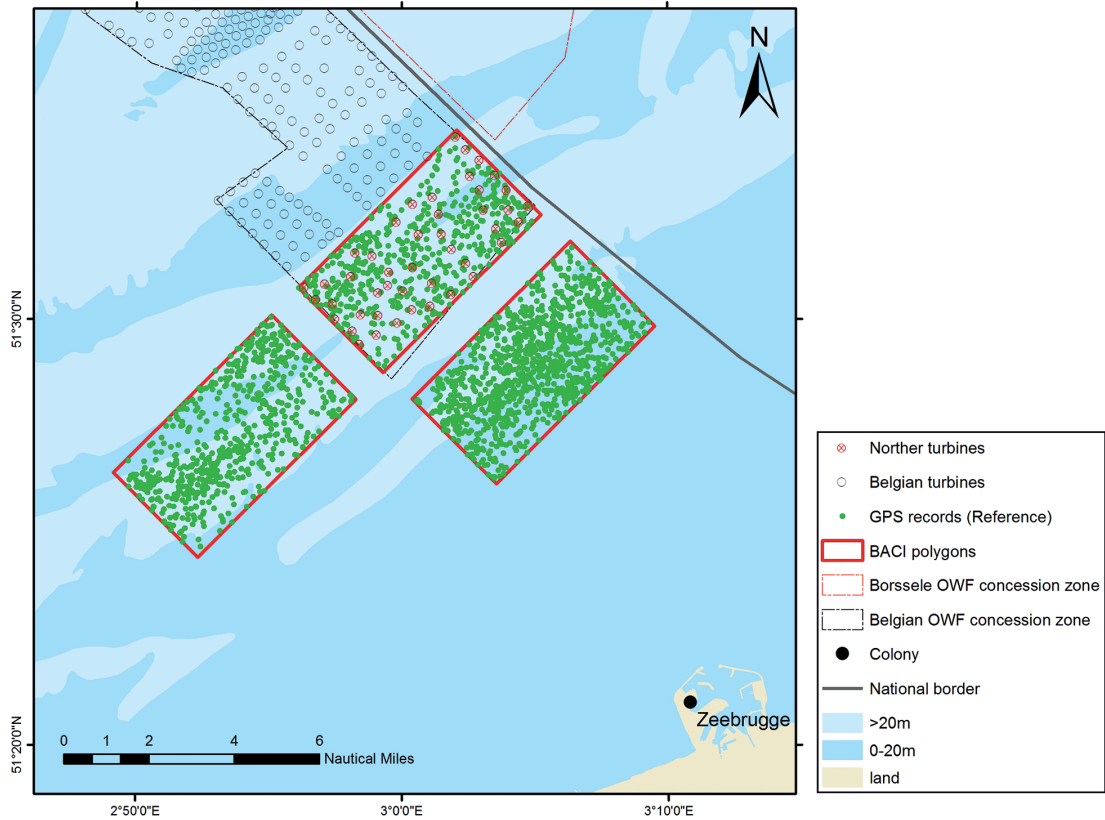 N
51°30'0"N
51°20'0"N
Zeebrugge
0 1 2 4 6
Nautical Miles
2°50'0"E 3°0'0"E 3°10'0"E
Norther turbines
Belgian turbines
GPS records (Reference)
BACI polygons
Borssele OWF concession zone
Belgian OWF concession zone
Colony
National border
>20m
0-20m
land